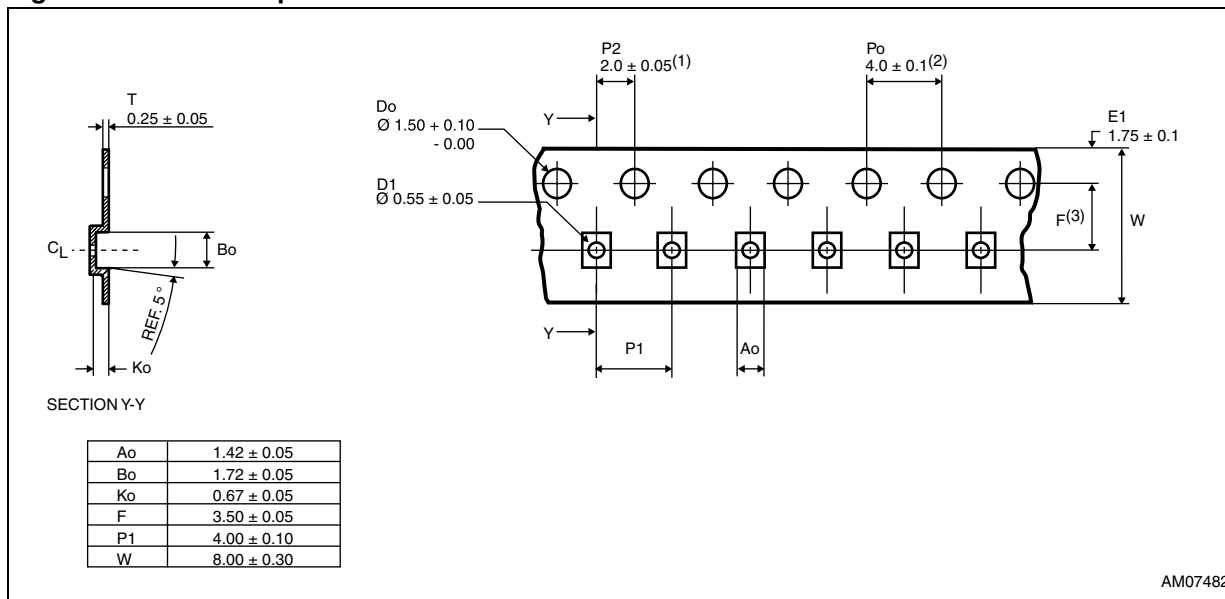 P2
2.0 ± 0.05(1)
Po
4.0 ± 0.1(2)
T
0.25 ± 0.05
Do
Ø 1.50 + 0.10
- 0.00
Y
E1
1.75 ± 0.1
D1
Ø 0.55 ± 0.05
F(3)
W
CL
Bo
REF. 5°
Y
P1
Ao
Ko
SECTION Y-Y
Ao 1.42 ± 0.05
Bo 1.72 ± 0.05
Ko 0.67 ± 0.05
F 3.50 ± 0.05
P1 4.00 ± 0.10
W 8.00 ± 0.30
AM07482